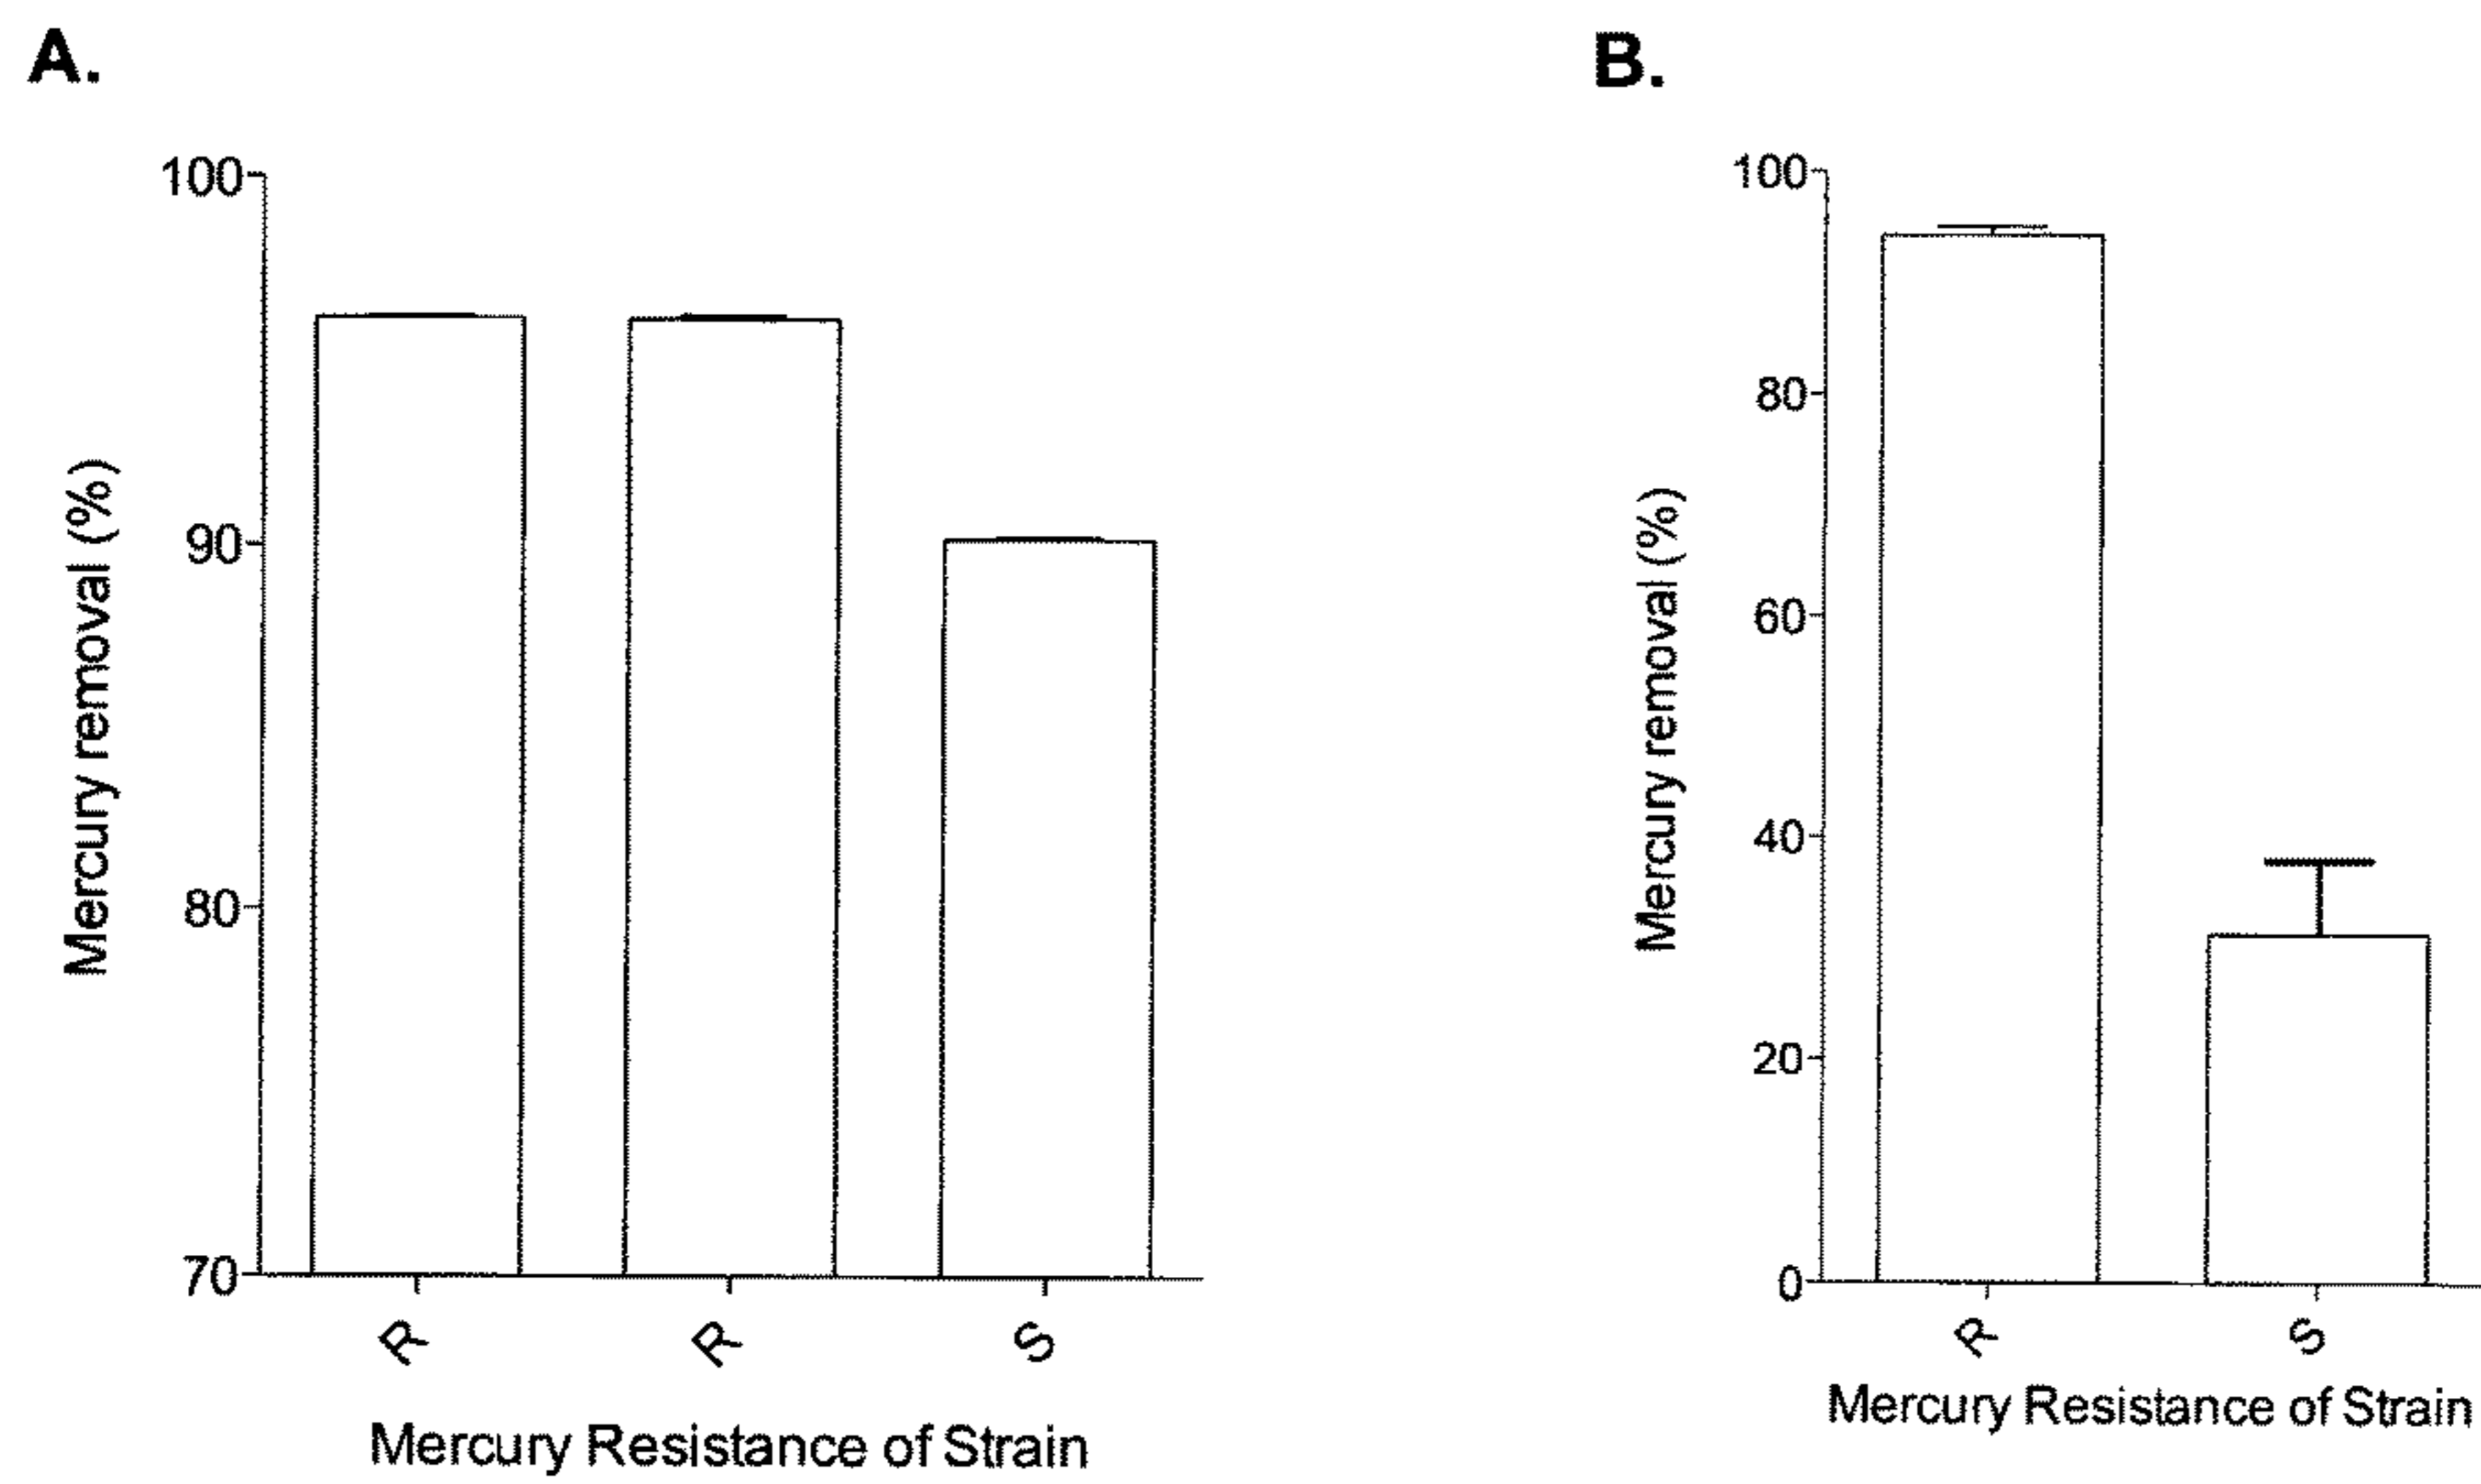 A.
100
90
80
70
Mercury removal (%)
R R S
Mercury Resistance of Strain
B.
100
80
60
40
20
0
Mercury removal (%)
R S
Mercury Resistance of Strain